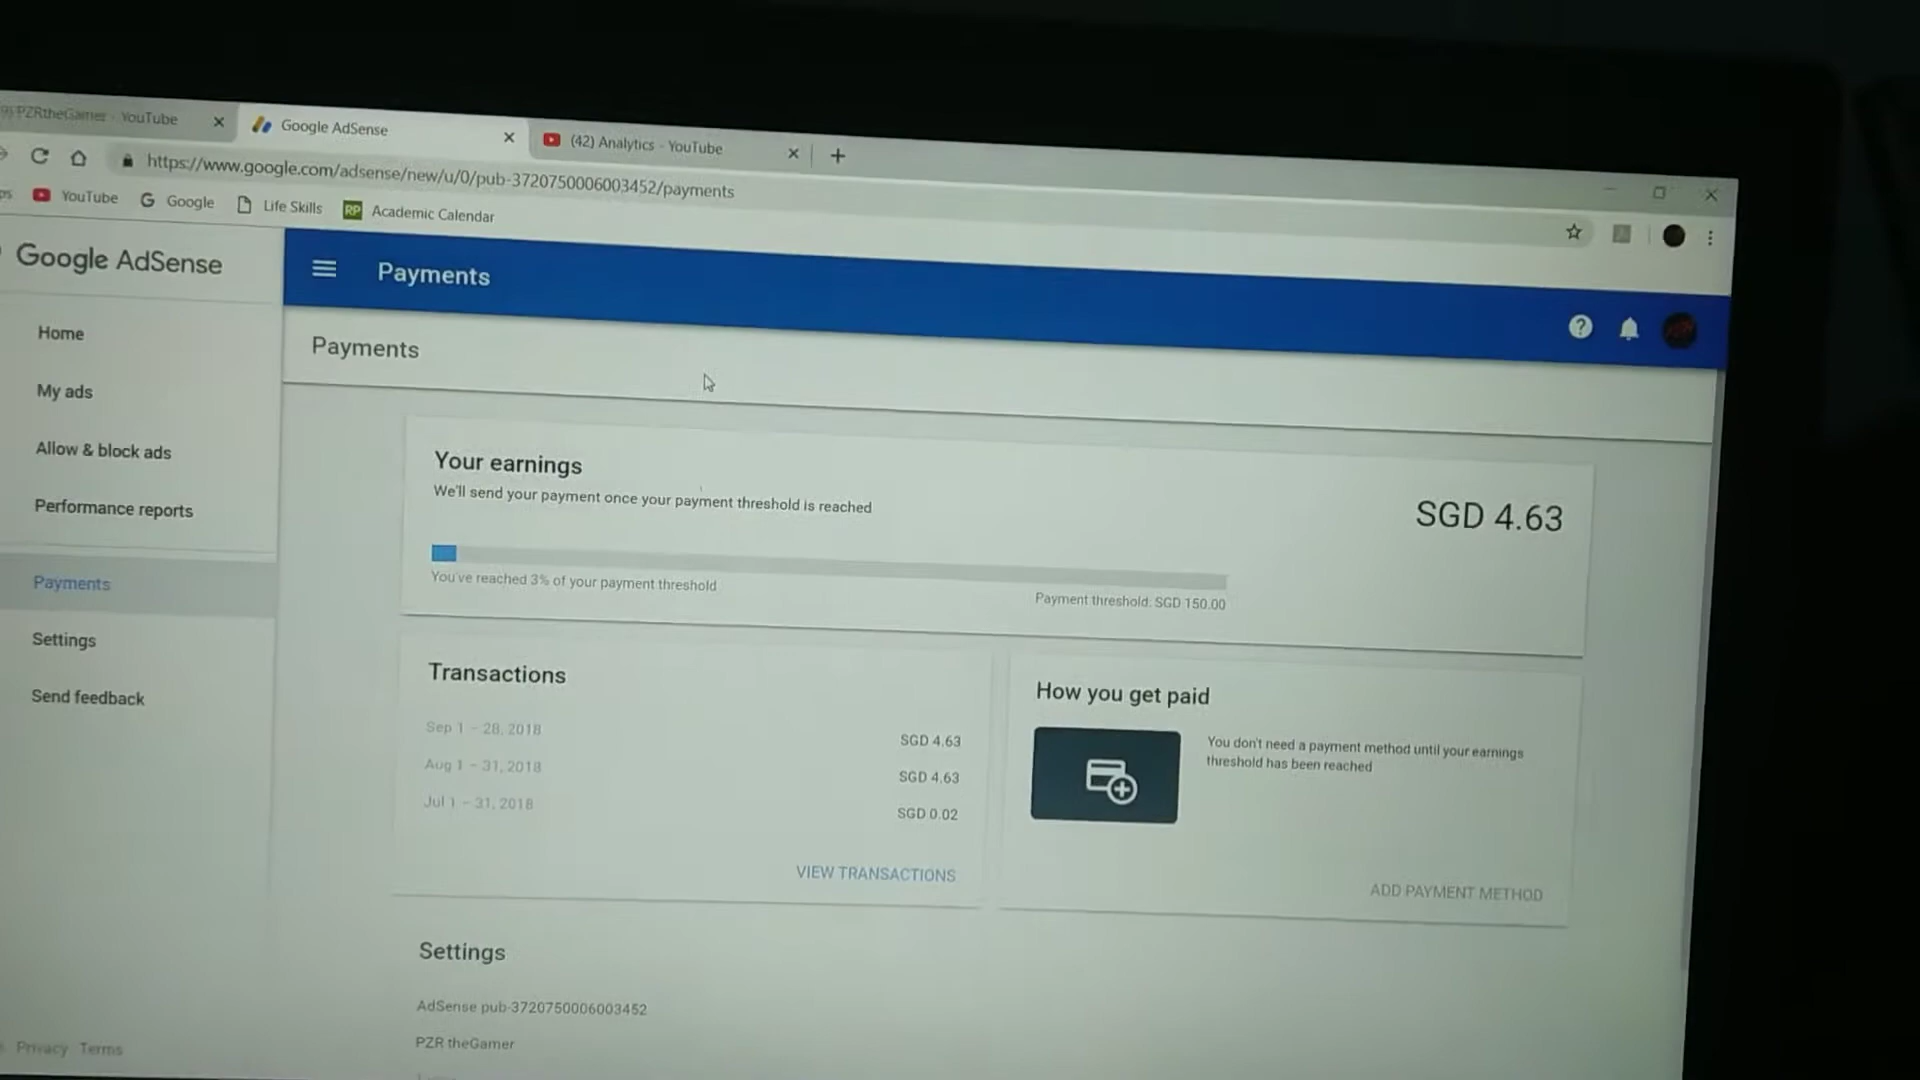 PZRtheGamer - YouTube
Google AdSense
(42) Analytics - YouTube
https://www.google.com/adsense/new/u/0/pub-3720750006003452/payments
YouTube
Google
Life Skills
RP
Academic Calendar
Google AdSense
Payments
Home
My ads
Allow & block ads
Performance reports
Payments
Settings
Send feedback
Privacy Terms
Payments
Your earnings
We'll send your payment once your payment threshold is reached
SGD 4.63
You've reached 3% of your payment threshold
Payment threshold: SGD 150.00
Transactions
Sep 1 – 28, 2018 SGD 4.63
Aug 1 – 31, 2018 SGD 4.63
Jul 1 – 31, 2018 SGD 0.02
VIEW TRANSACTIONS
How you get paid
You don't need a payment method until your earnings
threshold has been reached
ADD PAYMENT METHOD
Settings
AdSense pub-3720750006003452
PZR theGamer